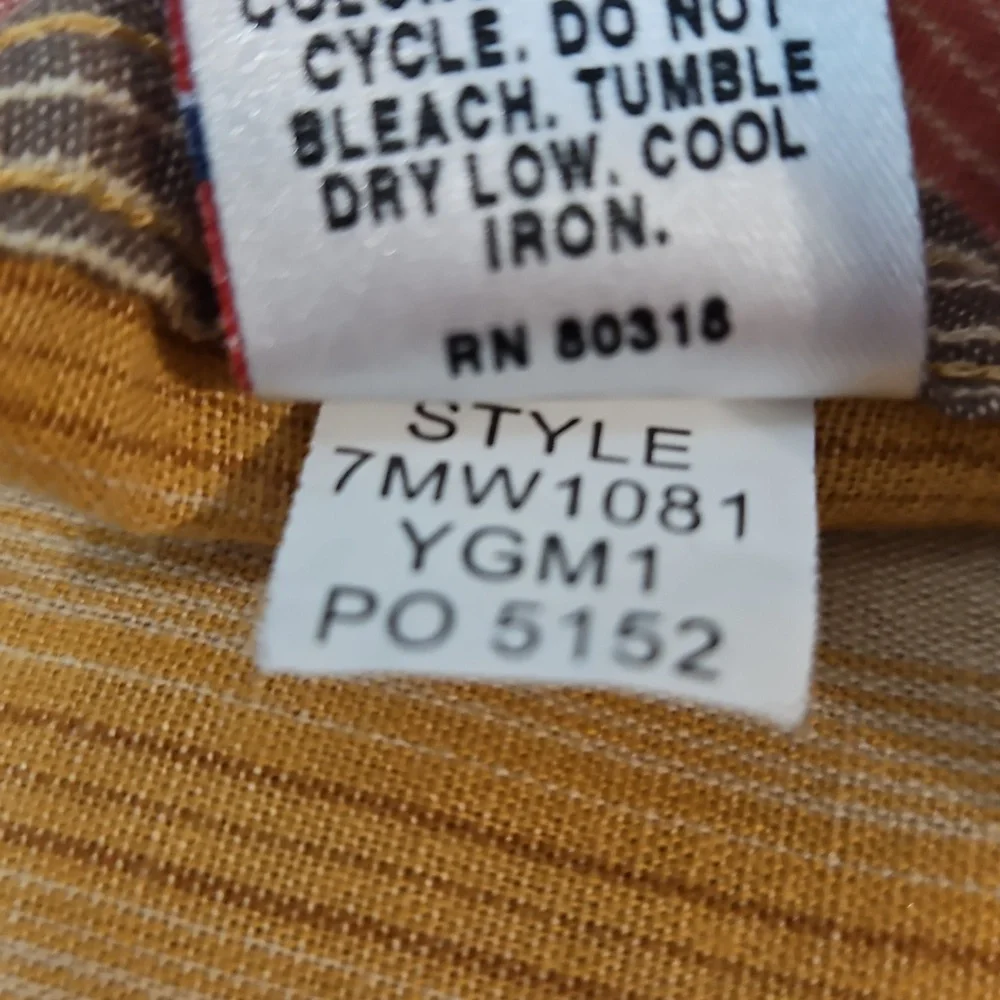 CYCLE. DO NOT
BLEACH. TUMBLE
DRY LOW. COOL
IRON.
RN 80318
STYLE
7MW1081
YGM1
PO 5152